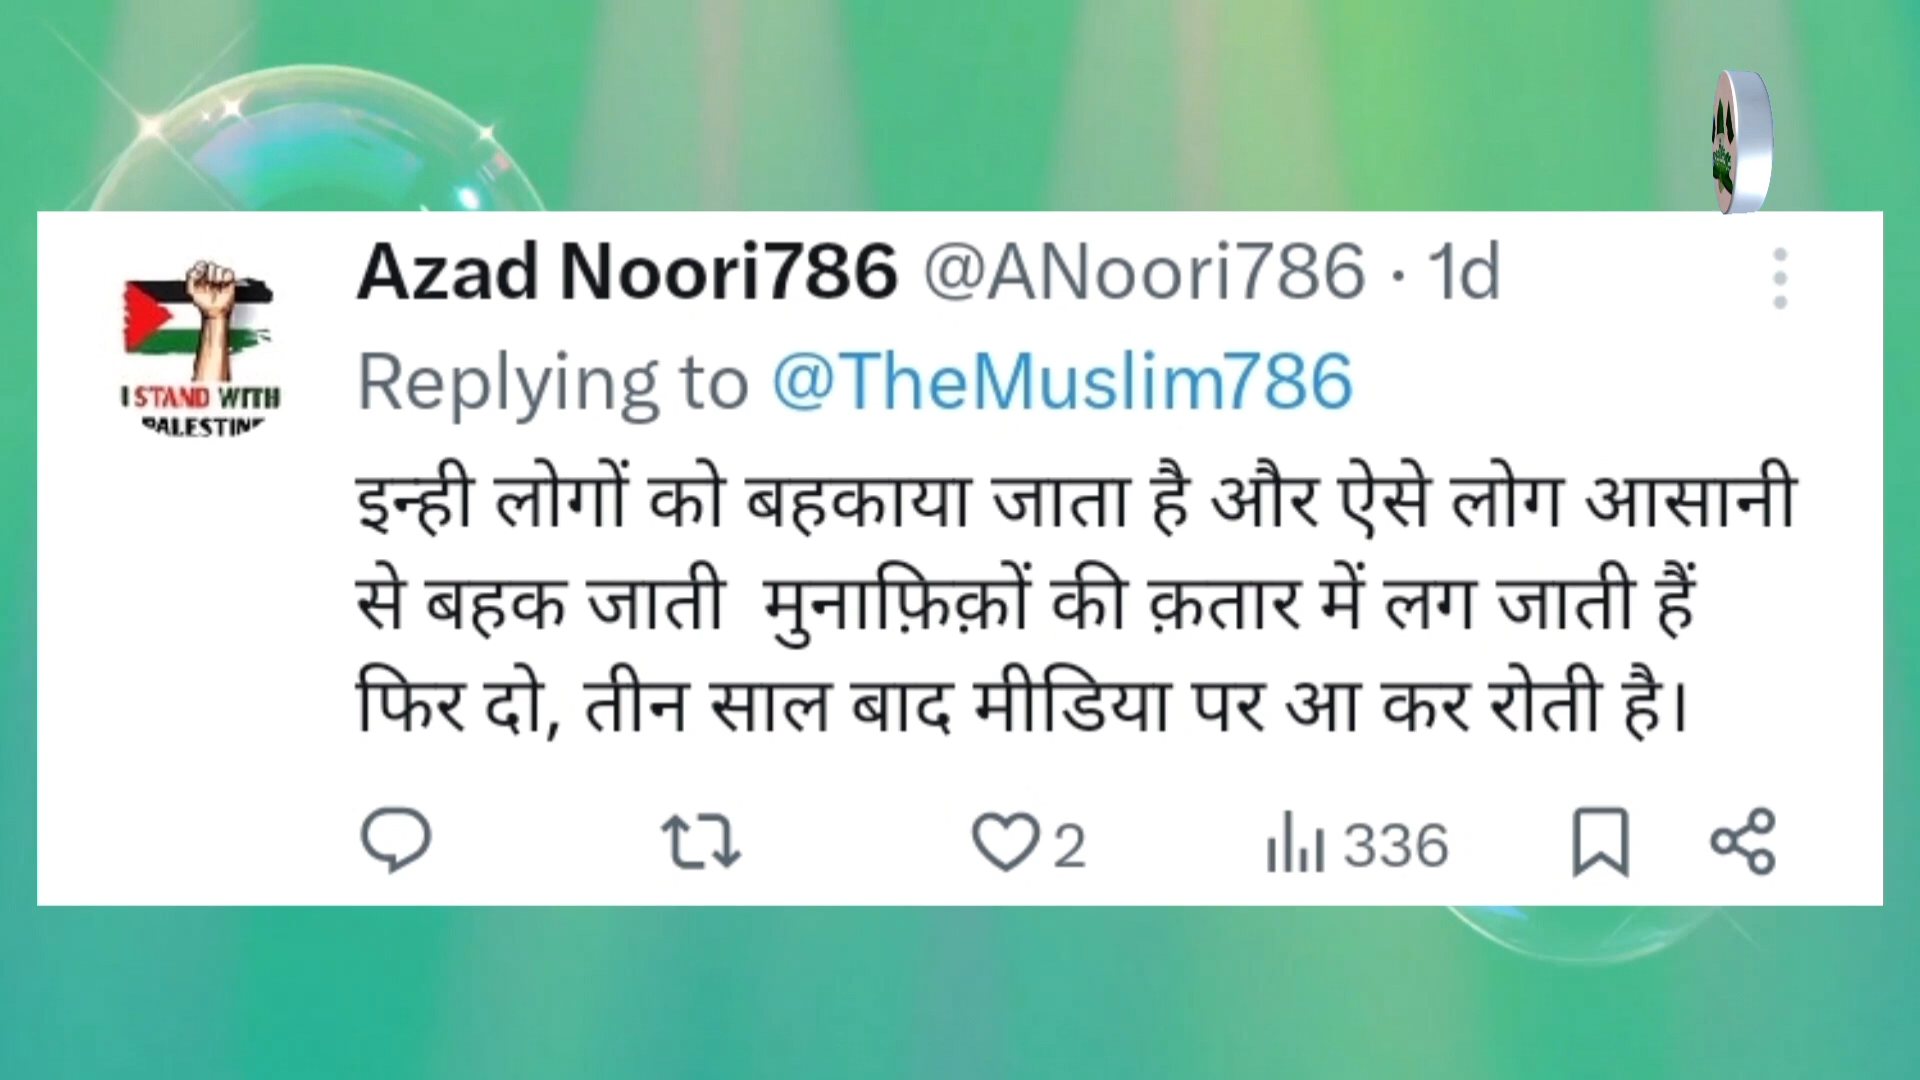 Azad Noori786 @ANoori786 · 1d
Replying to @TheMuslim786
इन्ही लोगों को बहकाया जाता है और ऐसे लोग आसानी
से बहक जाती  मुनाफ़िक़ों की क़तार में लग जाती हैं
फिर दो, तीन साल बाद मीडिया पर आ कर रोती है।
2 336
I STAND WITH
PALESTINE